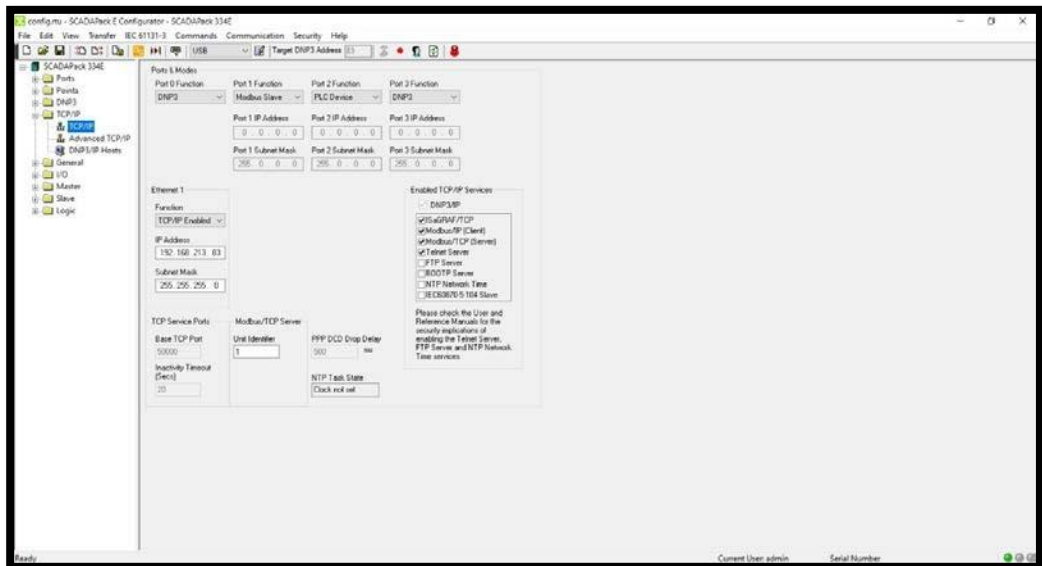 config.rtu - SCADAPack E Configurator - SCADAPack 334E
File Edit View Transfer IEC 61131-3 Commands Communication Security Help
USB Target DNP3 Address 83
SCADAPack 334E
Ports
Points
DNP3
TCP/IP
TCP/IP
Advanced TCP/IP
DNP3/IP Hosts
General
I/O
Master
Slave
Logic
Ports & Modes
Port 0 Function Port 1 Function Port 2 Function Port 3 Function
DNP3 Modbus Slave PLC Device DNP3
Port 1 IP Address Port 2 IP Address Port 3 IP Address
0 . 0 . 0 . 0 0 . 0 . 0 . 0 0 . 0 . 0 . 0
Port 1 Subnet Mask Port 2 Subnet Mask Port 3 Subnet Mask
255 . 0 . 0 . 0 255 . 0 . 0 . 0 255 . 0 . 0 . 0
Ethernet 1
Function
TCP/IP Enabled
IP Address
192 . 168 . 213 . 83
Subnet Mask
255 . 255 . 255 . 0
Enabled TCP/IP Services
DNP3/IP
ISaGRAF/TCP
Modbus/IP (Client)
Modbus/TCP (Server)
Telnet Server
FTP Server
BOOTP Server
NTP Network Time
IEC60870-5-104 Slave
Please check the User and
Reference Manuals for the
security implications of
enabling the Telnet Server,
FTP Server and NTP Network
Time services.
TCP Service Ports
Base TCP Port
50000
Inactivity Timeout
(Secs)
20
Modbus/TCP Server
Unit Identifier
1
PPP DCD Drop Delay
500 ms
NTP Task State
Clock not set
Ready Current User: admin Serial Number